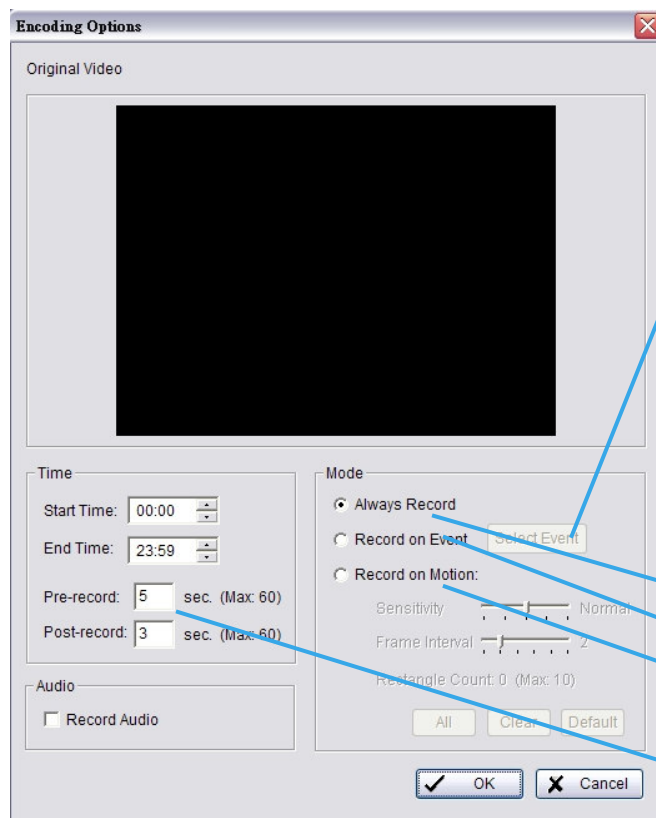 Encoding Options
Original Video
Time
Start Time: 00:00
End Time: 23:59
Pre-record: 5 sec. (Max: 60)
Post-record: 3 sec. (Max: 60)
Audio
Record Audio
Mode
Always Record
Record on Event Select Event
Record on Motion:
Sensitivity Normal
Frame Interval 2
Rectangle Count: 0 (Max: 10)
All Clear Default
OK Cancel